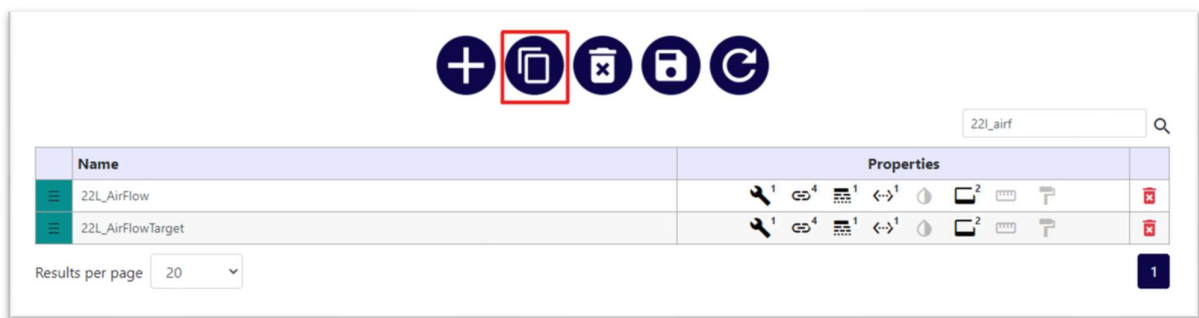 22l_airf
Name Properties
22L_AirFlow 1 4 1 1 2
22L_AirFlowTarget 1 4 1 1 2
Results per page 20 1